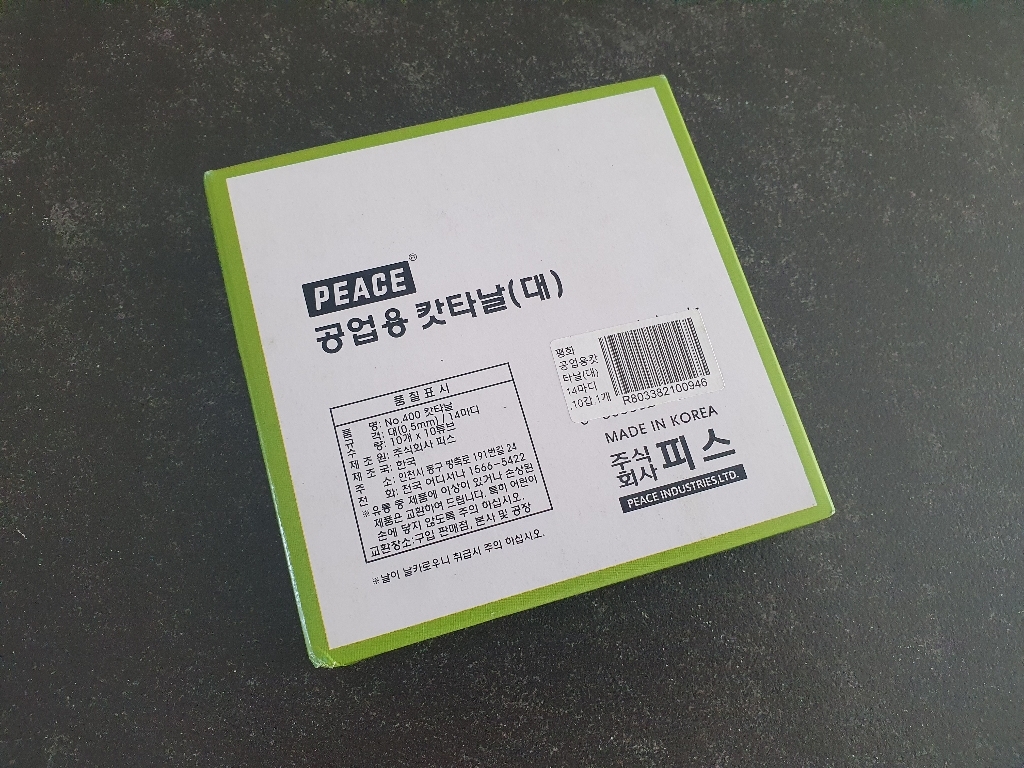 PEACE®
공업용 캇타날(대)
품질표시
품 명: No.400 캇타날
규 격: 대(0.5mm) / 14마디
수 량: 10개 x 10튜브
제 조 원: 주식회사 피스
제 조 국: 한국
주 소: 인천시 동구 방축로 191번길 24
전 화: 전국 어디서나 1566-5422
※유통 중 제품에 이상이 있거나 손상된
제품은 교환하여 드립니다. 특히 어린이
손에 닿지 않도록 주의 하십시오.
교환장소:구입 판매점, 본사 및 공장
※날이 날카로우니 취급시 주의 하십시오.
평화
공업용캇
타날(대)
14마디
10갑 1개
R803382100946
MADE IN KOREA
주식회사 피스
PEACE INDUSTRIES.LTD.